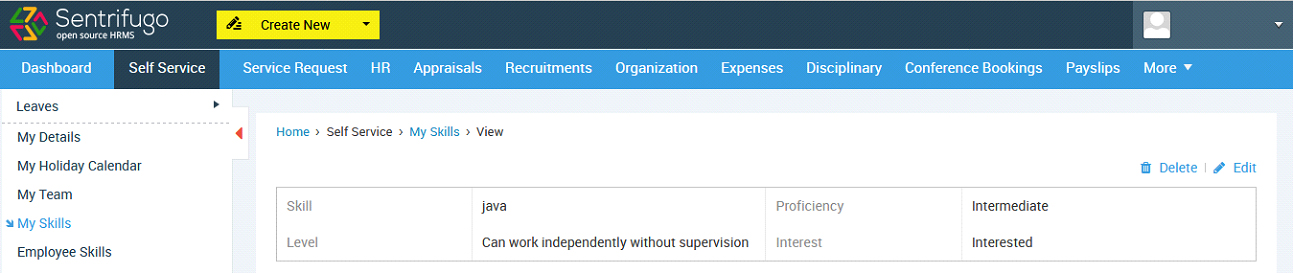 Sentrifugo
open source HRMS
Create New
Dashboard Self Service Service Request HR Appraisals Recruitments Organization Expenses Disciplinary Conference Bookings Payslips More
Leaves
My Details
My Holiday Calendar
My Team
My Skills
Employee Skills
Home › Self Service › My Skills › View
Delete | Edit
Skill java Proficiency Intermediate
Level Can work independently without supervision Interest Interested